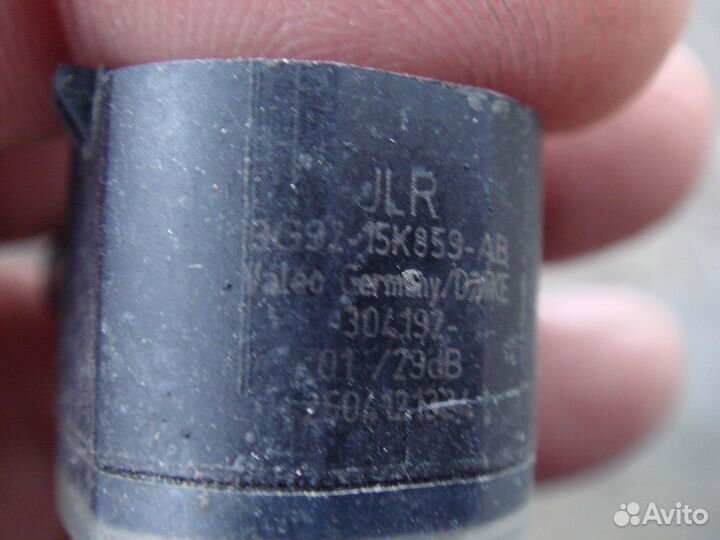 JLR
3G92-15K859-AB
Valeo Germany/
304192-
01 /29dB
Avito